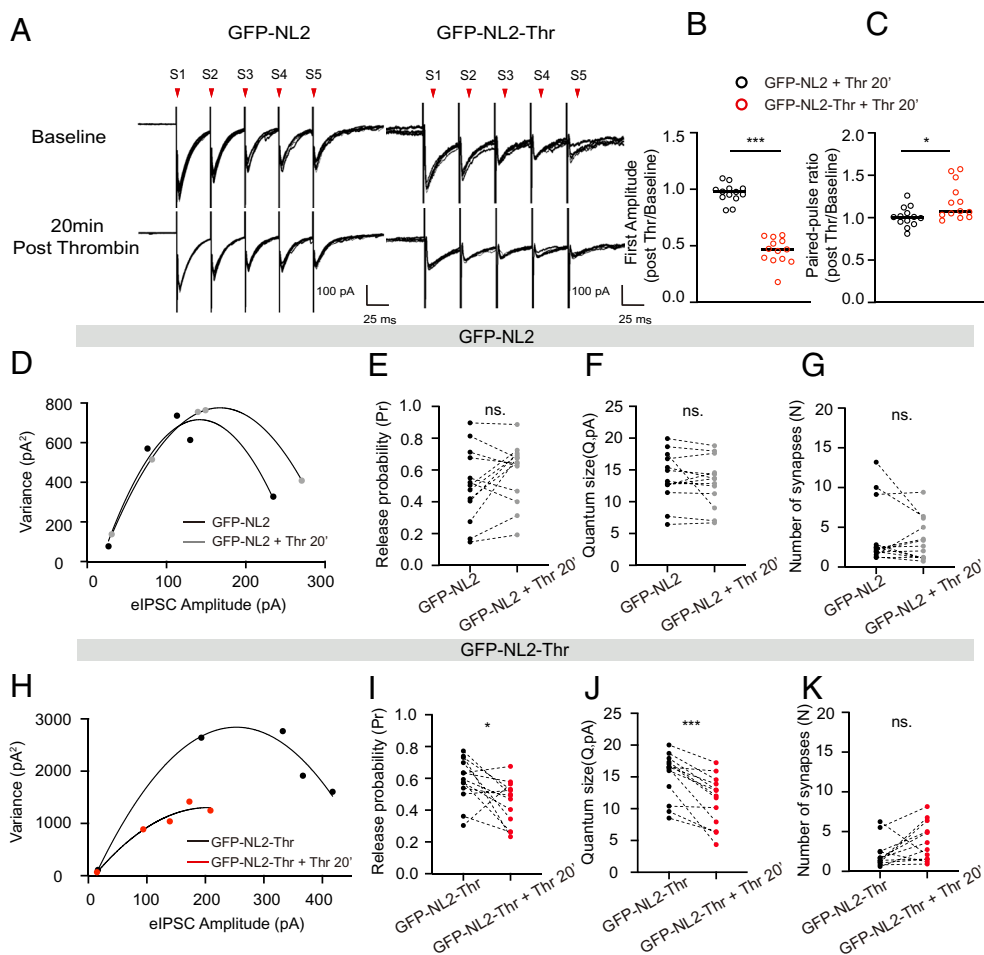 A
GFP-NL2
GFP-NL2-Thr
S1 S2 S3 S4 S5
S1 S2 S3 S4 S5
Baseline
20min
Post Thrombin
100 pA
25 ms
100 pA
25 ms
B
C
GFP-NL2 + Thr 20'
GFP-NL2-Thr + Thr 20'
First Amplitude
(post Thr/Baseline)
1.5
1.0
0.5
0.0
***
Paired-pulse ratio
(post Thr/Baseline)
2.0
1.5
1.0
0.5
0.0
*
GFP-NL2
D
Variance (pA²)
800
600
400
200
0
0 100 200 300
eIPSC Amplitude (pA)
GFP-NL2
GFP-NL2 + Thr 20'
E
Release probability (Pr)
1.0
0.8
0.6
0.4
0.2
0.0
ns.
GFP-NL2
GFP-NL2 + Thr 20'
F
Quantum size(Q,pA)
25
20
15
10
5
0
ns.
GFP-NL2
GFP-NL2 + Thr 20'
G
Number of synapses (N)
20
15
10
5
0
ns.
GFP-NL2
GFP-NL2 + Thr 20'
GFP-NL2-Thr
H
Variance (pA²)
3000
2000
1000
0
0 100 200 300 400
eIPSC Amplitude (pA)
GFP-NL2-Thr
GFP-NL2-Thr + Thr 20'
I
Release probability (Pr)
1.0
0.8
0.6
0.4
0.2
0.0
*
GFP-NL2-Thr
GFP-NL2-Thr + Thr 20'
J
Quantum size(Q,pA)
25
20
15
10
5
0
***
GFP-NL2-Thr
GFP-NL2-Thr + Thr 20'
K
Number of synapses (N)
20
15
10
5
0
ns.
GFP-NL2-Thr
GFP-NL2-Thr + Thr 20'